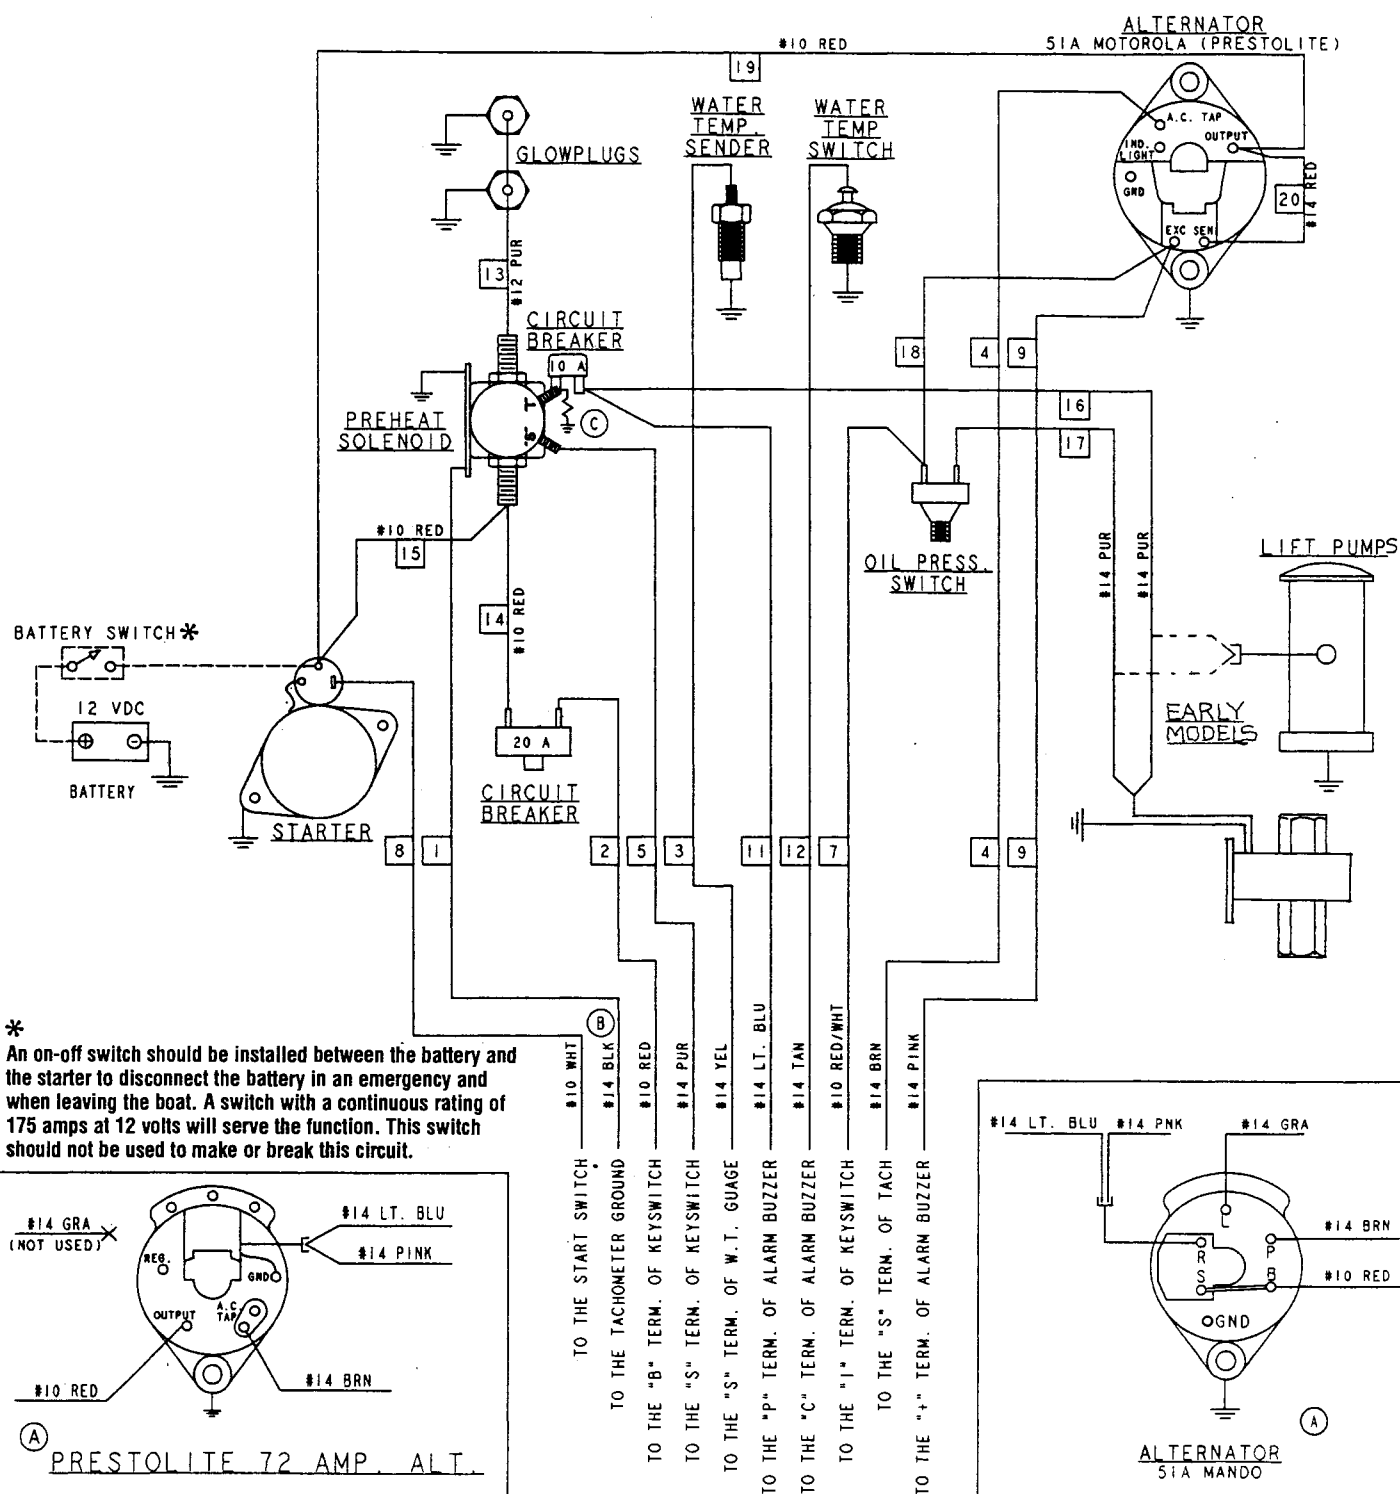 ALTERNATOR
51A MOTOROLA (PRESTOLITE)
#10 RED
19
WATER
TEMP.
SENDER
WATER
TEMP
SWITCH
A.C. TAP
OUTPUT
IND.
LIGHT
GND
EXC SEN
20
#14 RED
GLOWPLUGS
13
#12 PUR
CIRCUIT
BREAKER
10 A
PREHEAT
SOLENOID
"I"
"S"
C
18
4
9
16
17
#10 RED
15
14
#10 RED
OIL PRESS.
SWITCH
#14 PUR
#14 PUR
LIFT PUMPS
EARLY
MODELS
BATTERY SWITCH*
12 VDC
BATTERY
STARTER
20 A
CIRCUIT
BREAKER
8
1
2
5
3
11
12
7
4
9
B
#10 WHT
#14 BLK
#10 RED
#14 PUR
#14 YEL
#14 LT. BLU
#14 TAN
#10 RED/WHT
#14 BRN
#14 PINK
TO THE START SWITCH
TO THE TACHOMETER GROUND
TO THE "B" TERM. OF KEYSWITCH
TO THE "S" TERM. OF KEYSWITCH
TO THE "S" TERM. OF W.T. GUAGE
TO THE "P" TERM. OF ALARM BUZZER
TO THE "C" TERM. OF ALARM BUZZER
TO THE "I" TERM. OF KEYSWITCH
TO THE "S" TERM. OF TACH
TO THE "+" TERM. OF ALARM BUZZER
*
An on-off switch should be installed between the battery and
the starter to disconnect the battery in an emergency and
when leaving the boat. A switch with a continuous rating of
175 amps at 12 volts will serve the function. This switch
should not be used to make or break this circuit.
#14 GRA
(NOT USED)
REG.
GND
OUTPUT
A.C.
TAP
#14 LT. BLU
#14 PINK
#10 RED
#14 BRN
A
PRESTOLITE 72 AMP. ALT.
#14 LT. BLU
#14 PNK
#14 GRA
L
R
P
S
B
GND
#14 BRN
#10 RED
A
ALTERNATOR
51A MANDO